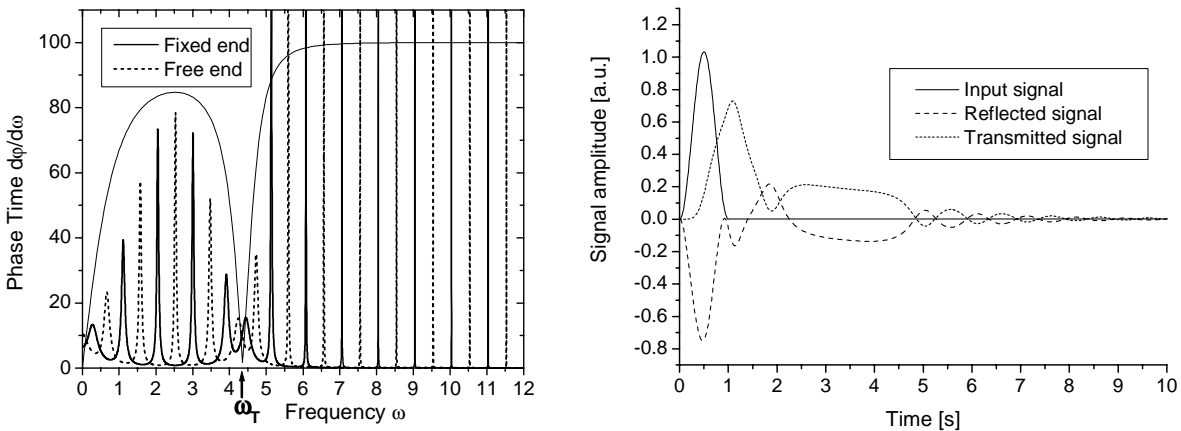 Phase Time dφ/dω
100
80
60
40
20
0
Fixed end
Free end
0 1 2 3 4 5 6 7 8 9 10 11 12
ω_T
Frequency ω
Signal amplitude [a.u.]
1.0
0.8
0.6
0.4
0.2
0.0
-0.2
-0.4
-0.6
-0.8
Input signal
Reflected signal
Transmitted signal
0 1 2 3 4 5 6 7 8 9 10
Time [s]